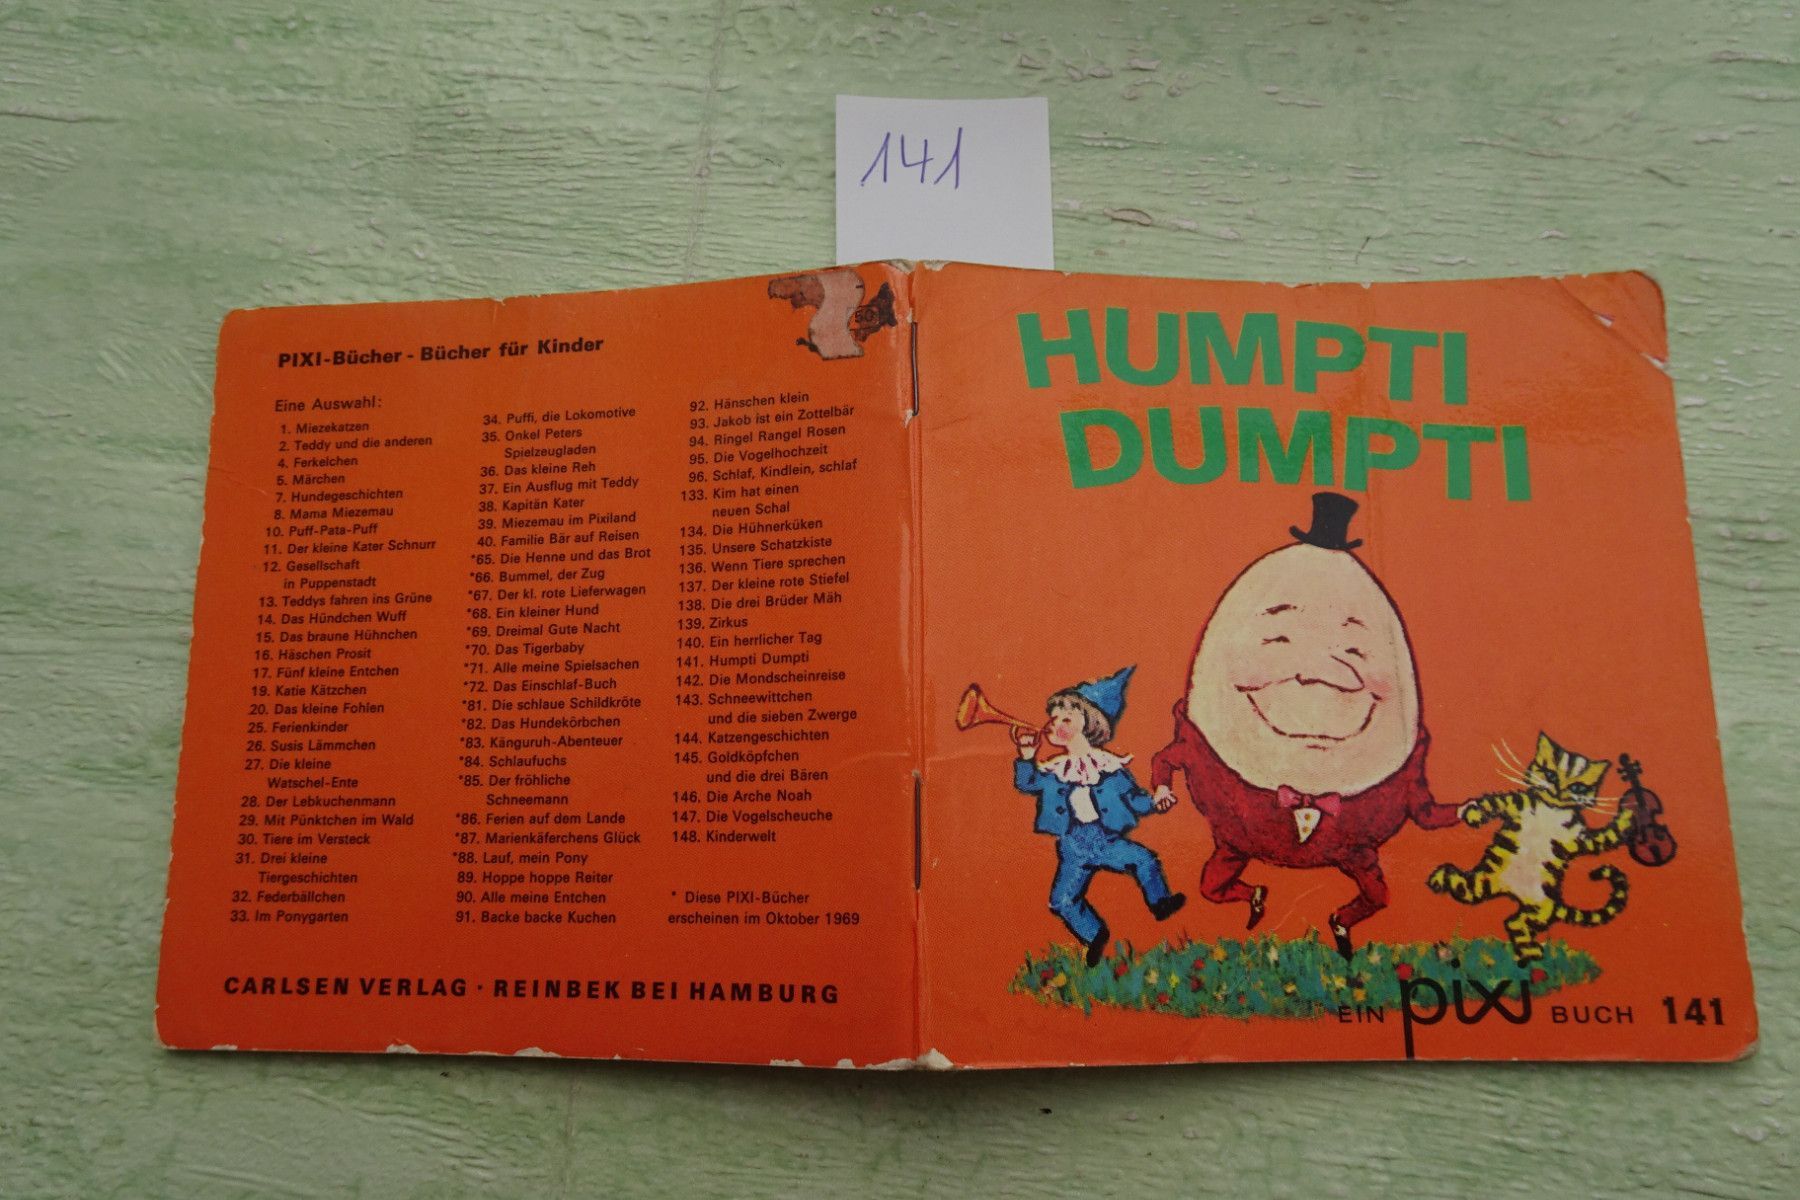 141
PIXI-Bücher - Bücher für Kinder
Eine Auswahl:
1. Miezekatzen
2. Teddy und die anderen
4. Ferkelchen
5. Märchen
7. Hundegeschichten
8. Mama Miezemau
10. Puff-Pata-Puff
11. Der kleine Kater Schnurr
12. Gesellschaft
in Puppenstadt
13. Teddys fahren ins Grüne
14. Das Hündchen Wuff
15. Das braune Hühnchen
16. Häschen Prosit
17. Fünf kleine Entchen
19. Katie Kätzchen
20. Das kleine Fohlen
25. Ferienkinder
26. Susis Lämmchen
27. Die kleine
Watschel-Ente
28. Der Lebkuchenmann
29. Mit Pünktchen im Wald
30. Tiere im Versteck
31. Drei kleine
Tiergeschichten
32. Federbällchen
33. Im Ponygarten
34. Puffi, die Lokomotive
35. Onkel Peters
Spielzeugladen
36. Das kleine Reh
37. Ein Ausflug mit Teddy
38. Kapitän Kater
39. Miezemau im Pixiland
40. Familie Bär auf Reisen
*65. Die Henne und das Brot
*66. Bummel, der Zug
*67. Der kl. rote Lieferwagen
*68. Ein kleiner Hund
*69. Dreimal Gute Nacht
*70. Das Tigerbaby
*71. Alle meine Spielsachen
*72. Das Einschlaf-Buch
*81. Die schlaue Schildkröte
*82. Das Hundekörbchen
*83. Känguruh-Abenteuer
*84. Schlaufuchs
*85. Der fröhliche
Schneemann
*86. Ferien auf dem Lande
*87. Marienkäferchens Glück
*88. Lauf, mein Pony
89. Hoppe hoppe Reiter
90. Alle meine Entchen
91. Backe backe Kuchen
92. Hänschen klein
93. Jakob ist ein Zottelbär
94. Ringel Rangel Rosen
95. Die Vogelhochzeit
96. Schlaf, Kindlein, schlaf
133. Kim hat einen
neuen Schal
134. Die Hühnerküken
135. Unsere Schatzkiste
136. Wenn Tiere sprechen
137. Der kleine rote Stiefel
138. Die drei Brüder Mäh
139. Zirkus
140. Ein herrlicher Tag
141. Humpti Dumpti
142. Die Mondscheinreise
143. Schneewittchen
und die sieben Zwerge
144. Katzengeschichten
145. Goldköpfchen
und die drei Bären
146. Die Arche Noah
147. Die Vogelscheuche
148. Kinderwelt
* Diese PIXI-Bücher
erscheinen im Oktober 1969
CARLSEN VERLAG · REINBEK BEI HAMBURG
50
HUMPTI
DUMPTI
EIN pixi BUCH 141